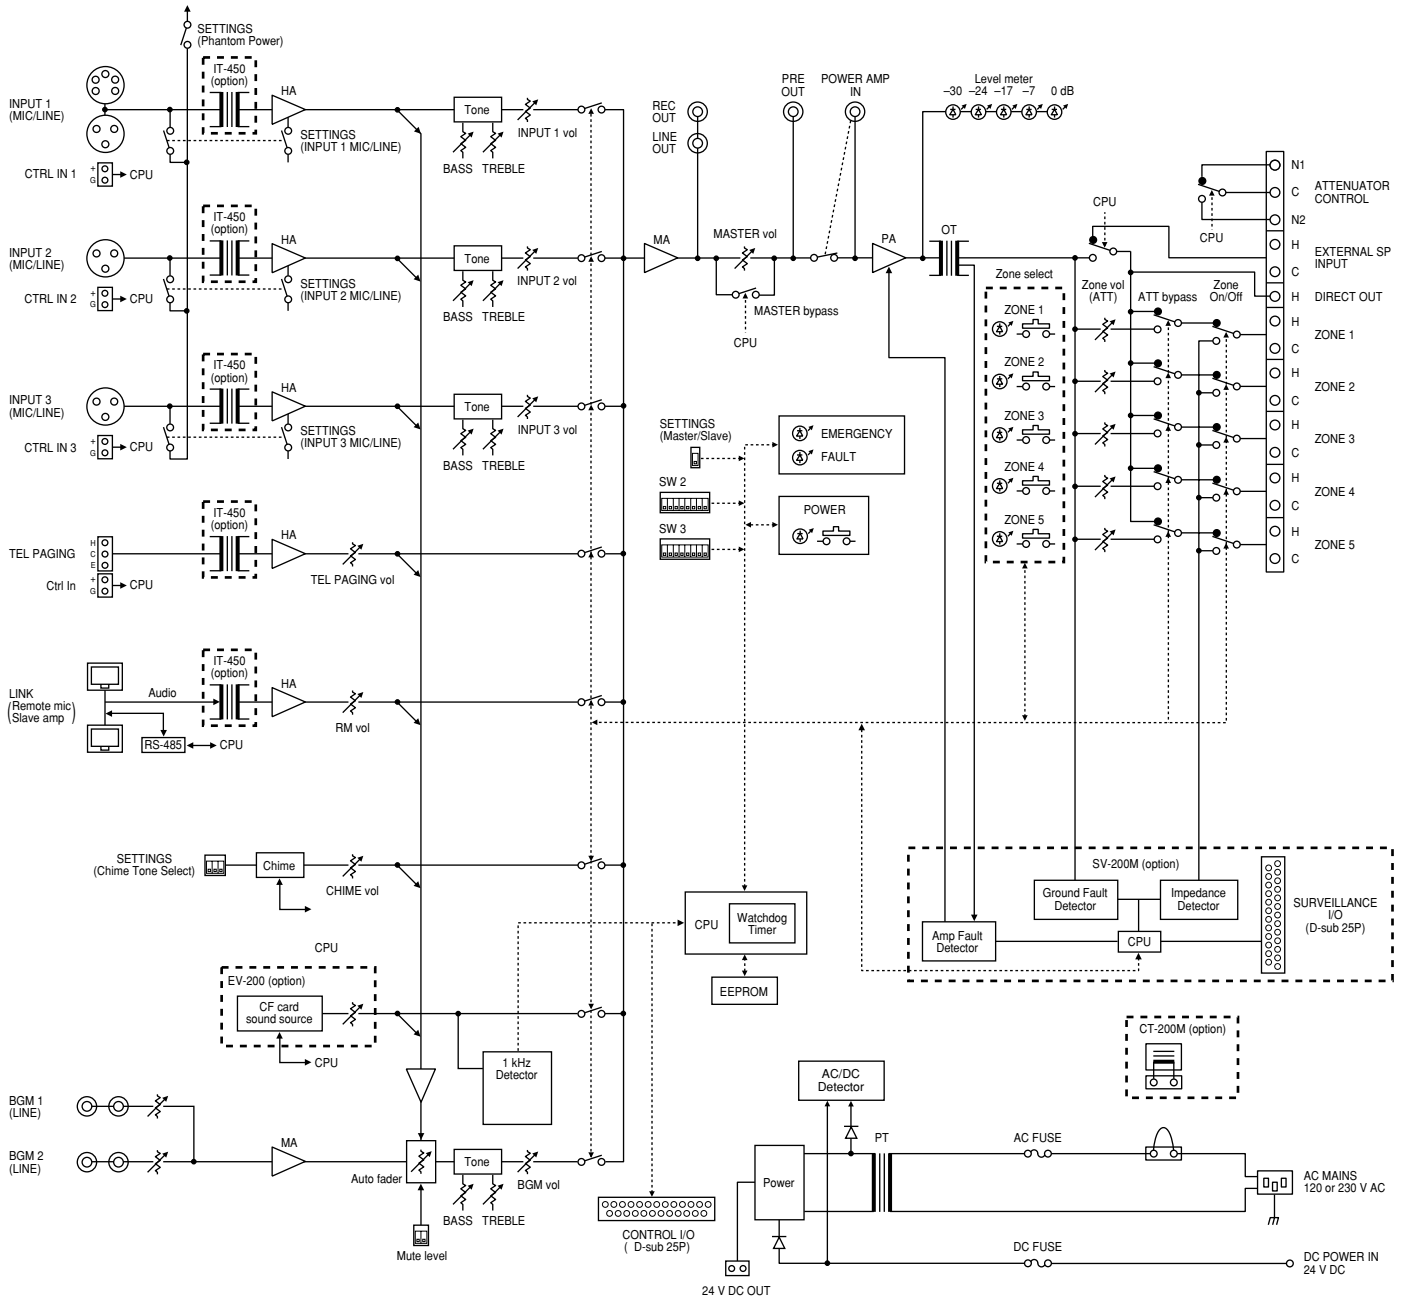 SETTINGS
(Phantom Power)
INPUT 1
(MIC/LINE)
IT-450
(option)
HA
Tone
INPUT 1 vol
SETTINGS
(INPUT 1 MIC/LINE)
BASS TREBLE
CTRL IN 1
+
G
CPU
INPUT 2
(MIC/LINE)
IT-450
(option)
HA
Tone
INPUT 2 vol
SETTINGS
(INPUT 2 MIC/LINE)
BASS TREBLE
CTRL IN 2
+
G
CPU
INPUT 3
(MIC/LINE)
IT-450
(option)
HA
Tone
INPUT 3 vol
SETTINGS
(INPUT 3 MIC/LINE)
BASS TREBLE
CTRL IN 3
+
G
CPU
TEL PAGING
H
C
E
IT-450
(option)
HA
TEL PAGING vol
Ctrl In
+
G
CPU
LINK
(Remote mic
Slave amp)
Audio
IT-450
(option)
HA
RM vol
RS-485
CPU
SETTINGS
(Chime Tone Select)
Chime
CHIME vol
CPU
EV-200 (option)
CF card
sound source
CPU
1 kHz
Detector
BGM 1
(LINE)
BGM 2
(LINE)
MA
Auto fader
Tone
BGM vol
BASS TREBLE
Mute level
REC
OUT
LINE
OUT
PRE
OUT
POWER AMP
IN
Level meter
–30 –24 –17 –7 0 dB
MA
MASTER vol
MASTER bypass
CPU
PA
OT
SETTINGS
(Master/Slave)
SW 2
SW 3
EMERGENCY
FAULT
POWER
CPU
Watchdog
Timer
EEPROM
CONTROL I/O
( D-sub 25P)
Zone select
ZONE 1
ZONE 2
ZONE 3
ZONE 4
ZONE 5
CPU
Zone vol
(ATT)
ATT bypass
Zone
On/Off
CPU
N1
C
N2
ATTENUATOR
CONTROL
H
C
EXTERNAL SP
INPUT
H
DIRECT OUT
H
C
ZONE 1
H
C
ZONE 2
H
C
ZONE 3
H
C
ZONE 4
H
C
ZONE 5
SV-200M (option)
Ground Fault
Detector
Impedance
Detector
Amp Fault
Detector
CPU
SURVEILLANCE
I/O
(D-sub 25P)
CT-200M (option)
AC/DC
Detector
Power
PT
AC FUSE
AC MAINS
120 or 230 V AC
DC FUSE
DC POWER IN
24 V DC
24 V DC OUT